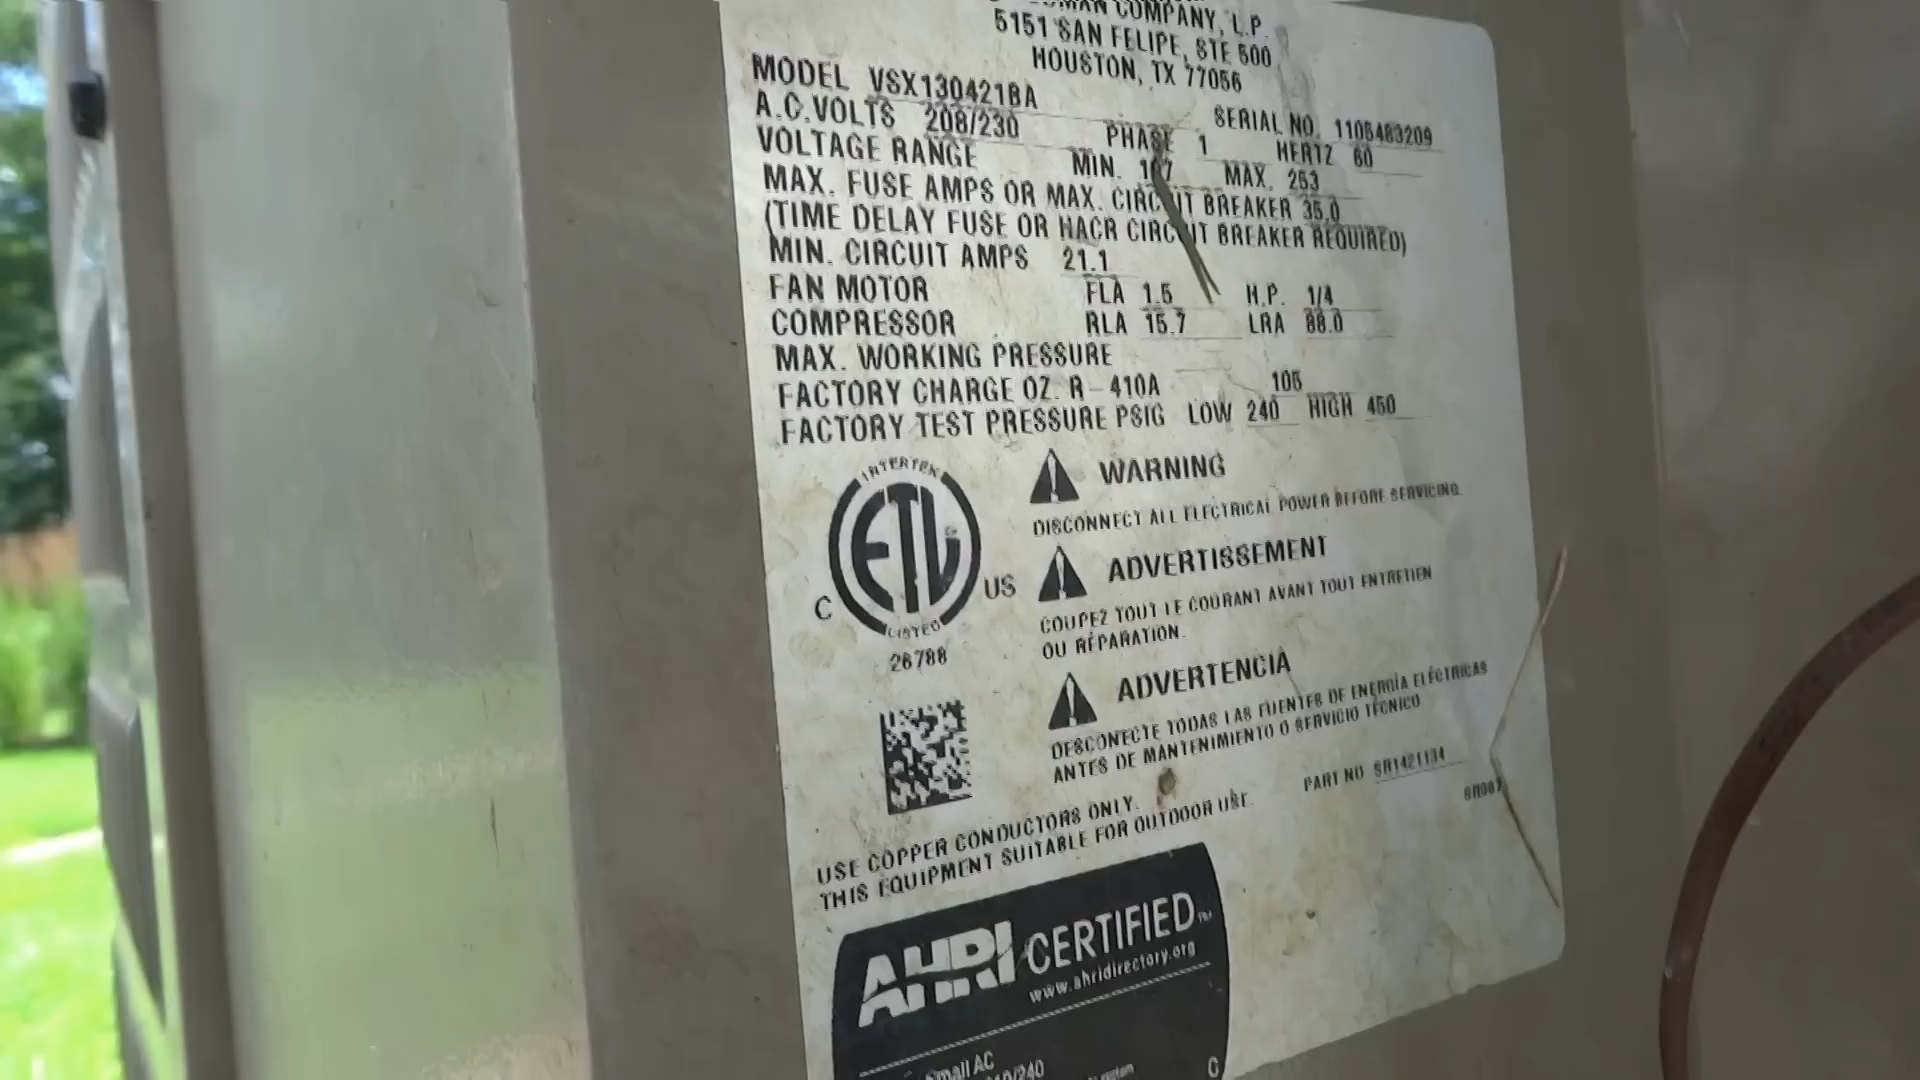 COMPANY, L.P.
5151 SAN FELIPE, STE 500
HOUSTON, TX 77056
MODEL VSX130421BA
SERIAL NO. 1105483209
A.C. VOLTS 208/230 PHASE 1 HERTZ 60
VOLTAGE RANGE MIN. 197 MAX. 253
MAX. FUSE AMPS OR MAX. CIRCUIT BREAKER 35.0
(TIME DELAY FUSE OR HACR CIRCUIT BREAKER REQUIRED)
MIN. CIRCUIT AMPS 21.1
FAN MOTOR FLA 1.5 H.P. 1/4
COMPRESSOR RLA 15.7 LRA 88.0
MAX. WORKING PRESSURE
FACTORY CHARGE OZ. R-410A 105
FACTORY TEST PRESSURE PSIG LOW 240 HIGH 450
INTERTEK
ETL
C US
LISTED
26788
WARNING
DISCONNECT ALL ELECTRICAL POWER BEFORE SERVICING.
ADVERTISSEMENT
COUPEZ TOUT LE COURANT AVANT TOUT ENTRETIEN
OU RÉPARATION.
ADVERTENCIA
DESCONECTE TODAS LAS FUENTES DE ENERGÍA ELÉCTRICAS
ANTES DE MANTENIMIENTO O SERVICIO TÉCNICO
PART NO
USE COPPER CONDUCTORS ONLY.
THIS EQUIPMENT SUITABLE FOR OUTDOOR USE.
AHRI CERTIFIED™
www.ahridirectory.org
Small AC